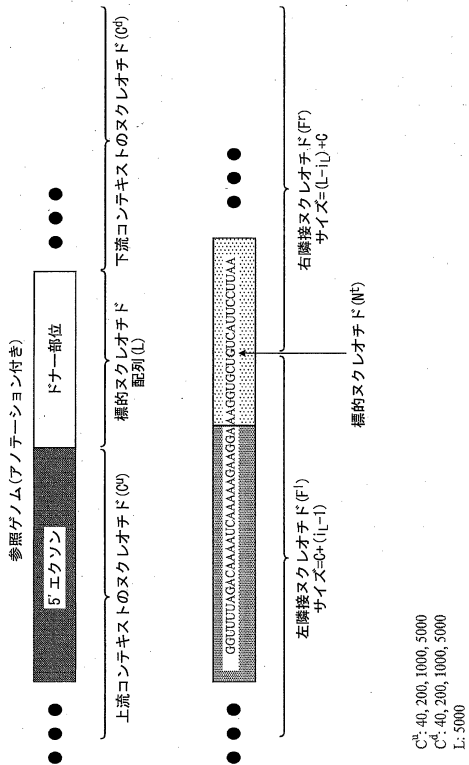 参照ゲノム(アノテーション付き)
5'エクソン
ドナー部位
上流コンテキストのヌクレオチド(Cᵘ)
標的ヌクレオチド
配列(L)
下流コンテキストのヌクレオチド(Cᵈ)
GGUUUUAGACAAAAUCAAAAAGAAGGAAAGGUGCUGUCAUUCCUUAA
左隣接ヌクレオチド(Fˡ)
サイズ=C+(i_L-1)
右隣接ヌクレオチド(Fʳ)
サイズ=(L-i_L)+C
標的ヌクレオチド(Nᵗ)
Cᵘ: 40, 200, 1000, 5000
Cᵈ: 40, 200, 1000, 5000
L: 5000